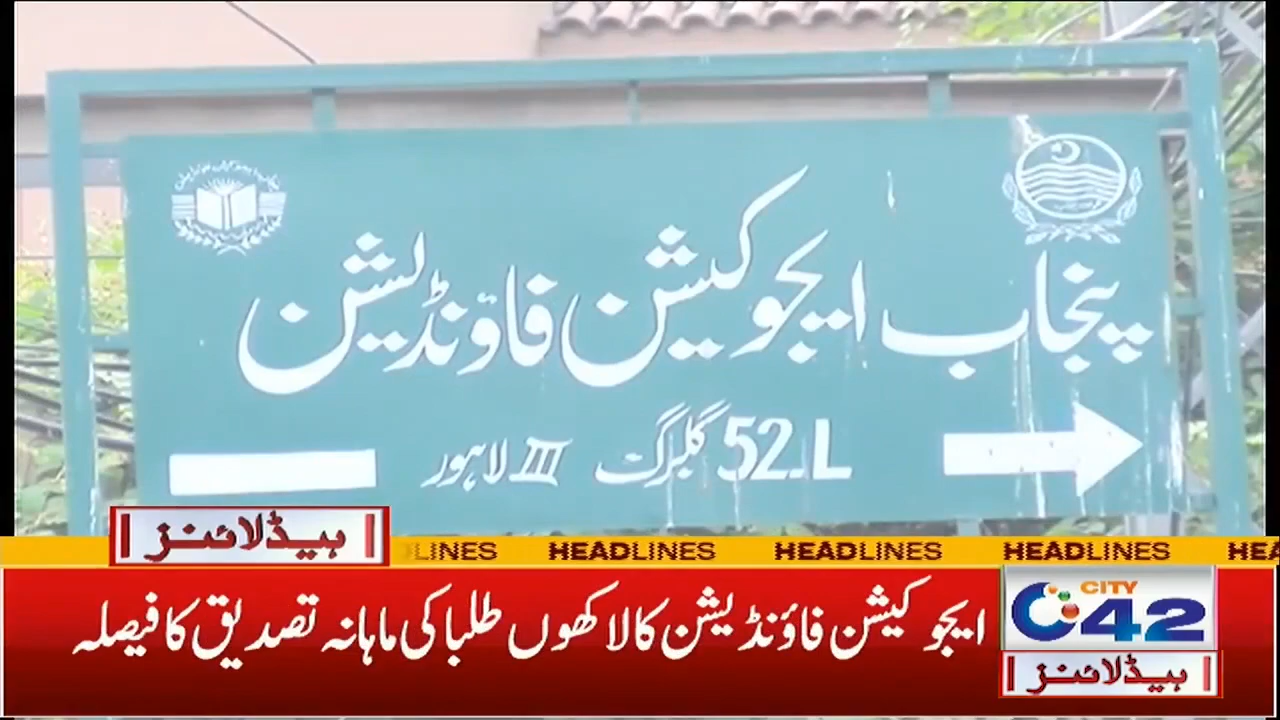 پنجاب ایجوکیشن فاؤنڈیشن
52.L گلبرگ III لاہور
ہیڈلائنز
LINES HEADLINES HEADLINES HEADLINES HEA
ایجوکیشن فاؤنڈیشن کا لاکھوں طلبا کی ماہانہ تصدیق کا فیصلہ
CITY
42
ہیڈلائنز